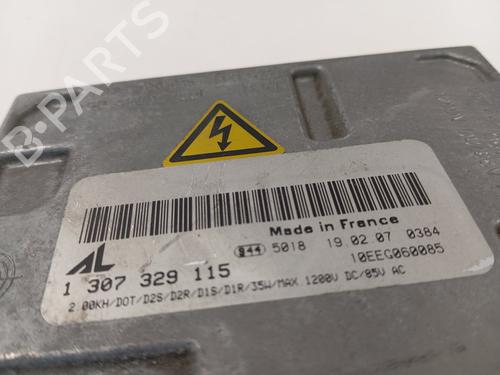 B-PARTS
Made in France
944 5018 19.02.07 0384
AL
10EEG060085
1 307 329 115
2.00KH/DOT/D2S/D2R/D1S/D1R/35W/MAX.1200V DC/85V AC